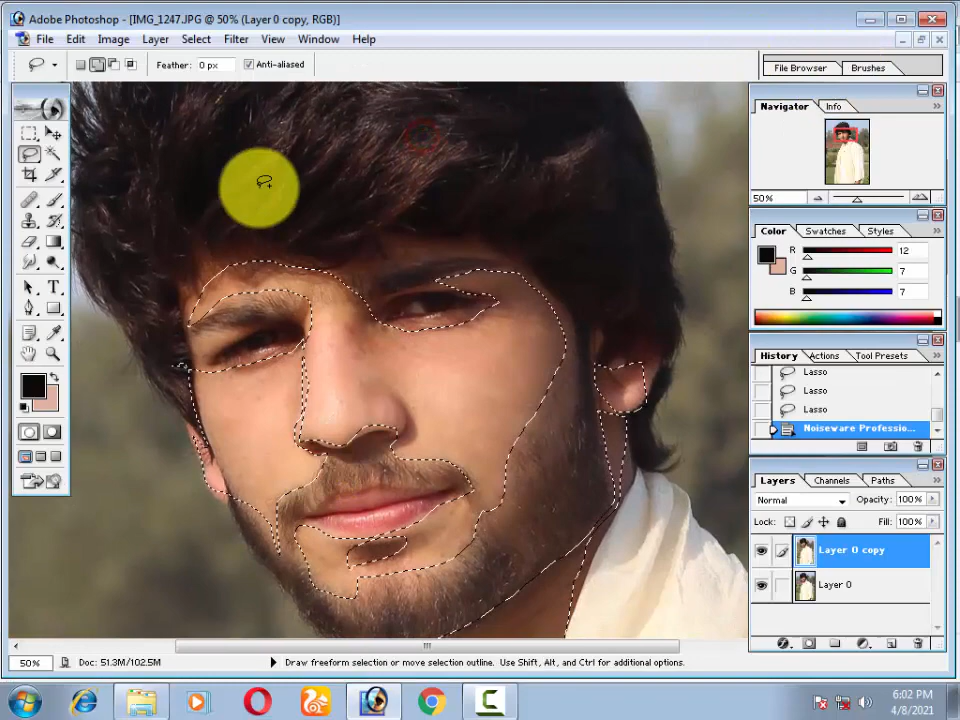 Adobe Photoshop - [IMG_1247.JPG @ 50% (Layer 0 copy, RGB)]
File Edit Image Layer Select Filter View Window Help
Feather: 0 px Anti-aliased File Browser Brushes
Navigator Info
50%
Color Swatches Styles
R 12
G 7
B 7
History Actions Tool Presets
Lasso
Lasso
Lasso
Noiseware Professio...
Layers Channels Paths
Normal Opacity: 100%
Lock: Fill: 100%
Layer 0 copy
Layer 0
50% Doc: 51.3M/102.5M Draw freeform selection or move selection outline. Use Shift, Alt, and Ctrl for additional options.
6:02 PM
4/8/2021